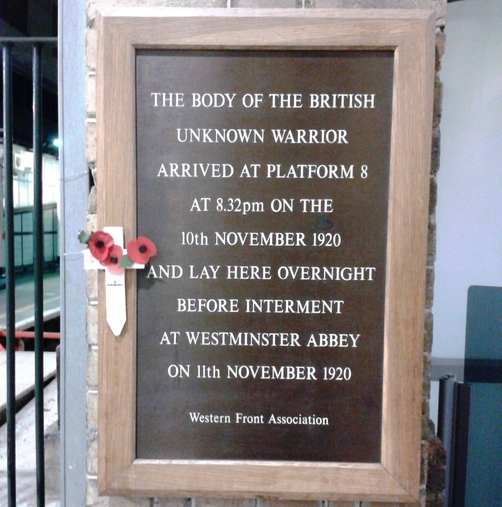 THE BODY OF THE BRITISH
UNKNOWN WARRIOR
ARRIVED AT PLATFORM 8
AT 8.32pm ON THE
10th NOVEMBER 1920
AND LAY HERE OVERNIGHT
BEFORE INTERMENT
AT WESTMINSTER ABBEY
ON 11th NOVEMBER 1920
Western Front Association